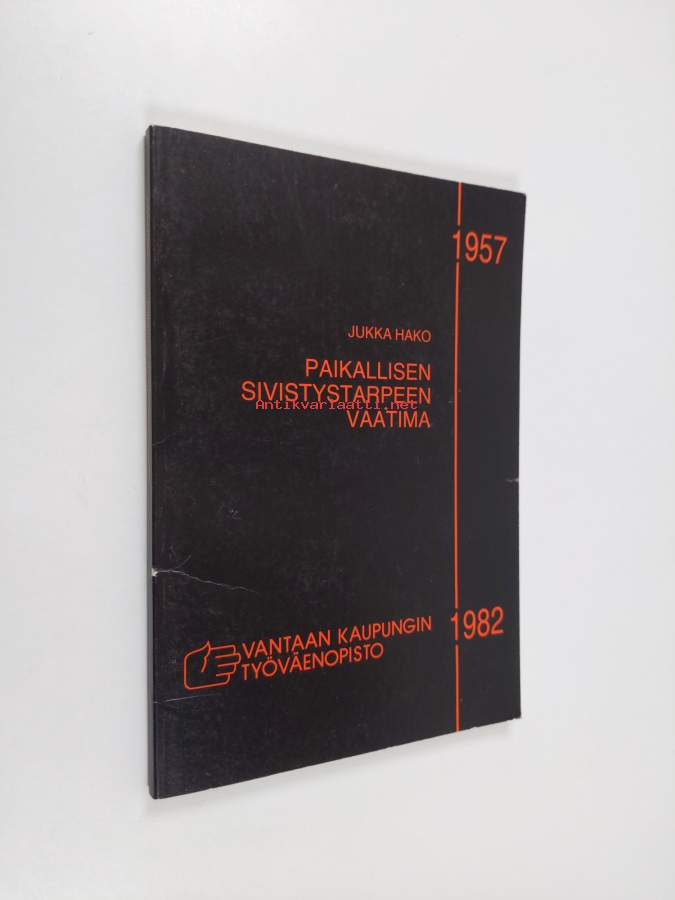 1957
JUKKA HAKO
PAIKALLISEN
SIVISTYSTARPEEN
Antikvariaatti.net
VAATIMA
VANTAAN KAUPUNGIN
TYÖVÄENOPISTO
1982